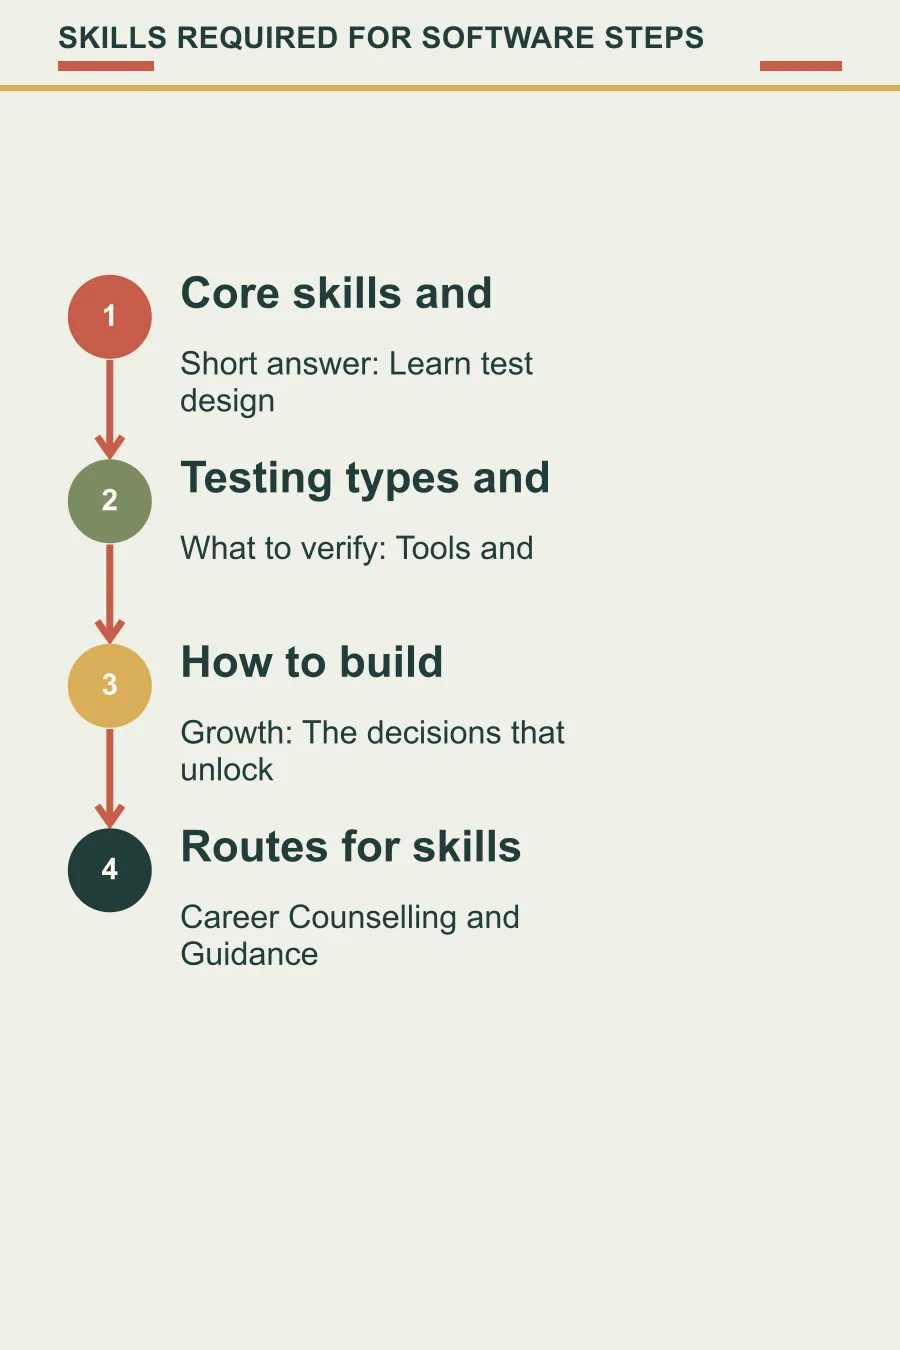 SKILLS REQUIRED FOR SOFTWARE STEPS
1
Core skills and
Short answer: Learn test
design
2
Testing types and
What to verify: Tools and
3
How to build
Growth: The decisions that
unlock
4
Routes for skills
Career Counselling and
Guidance